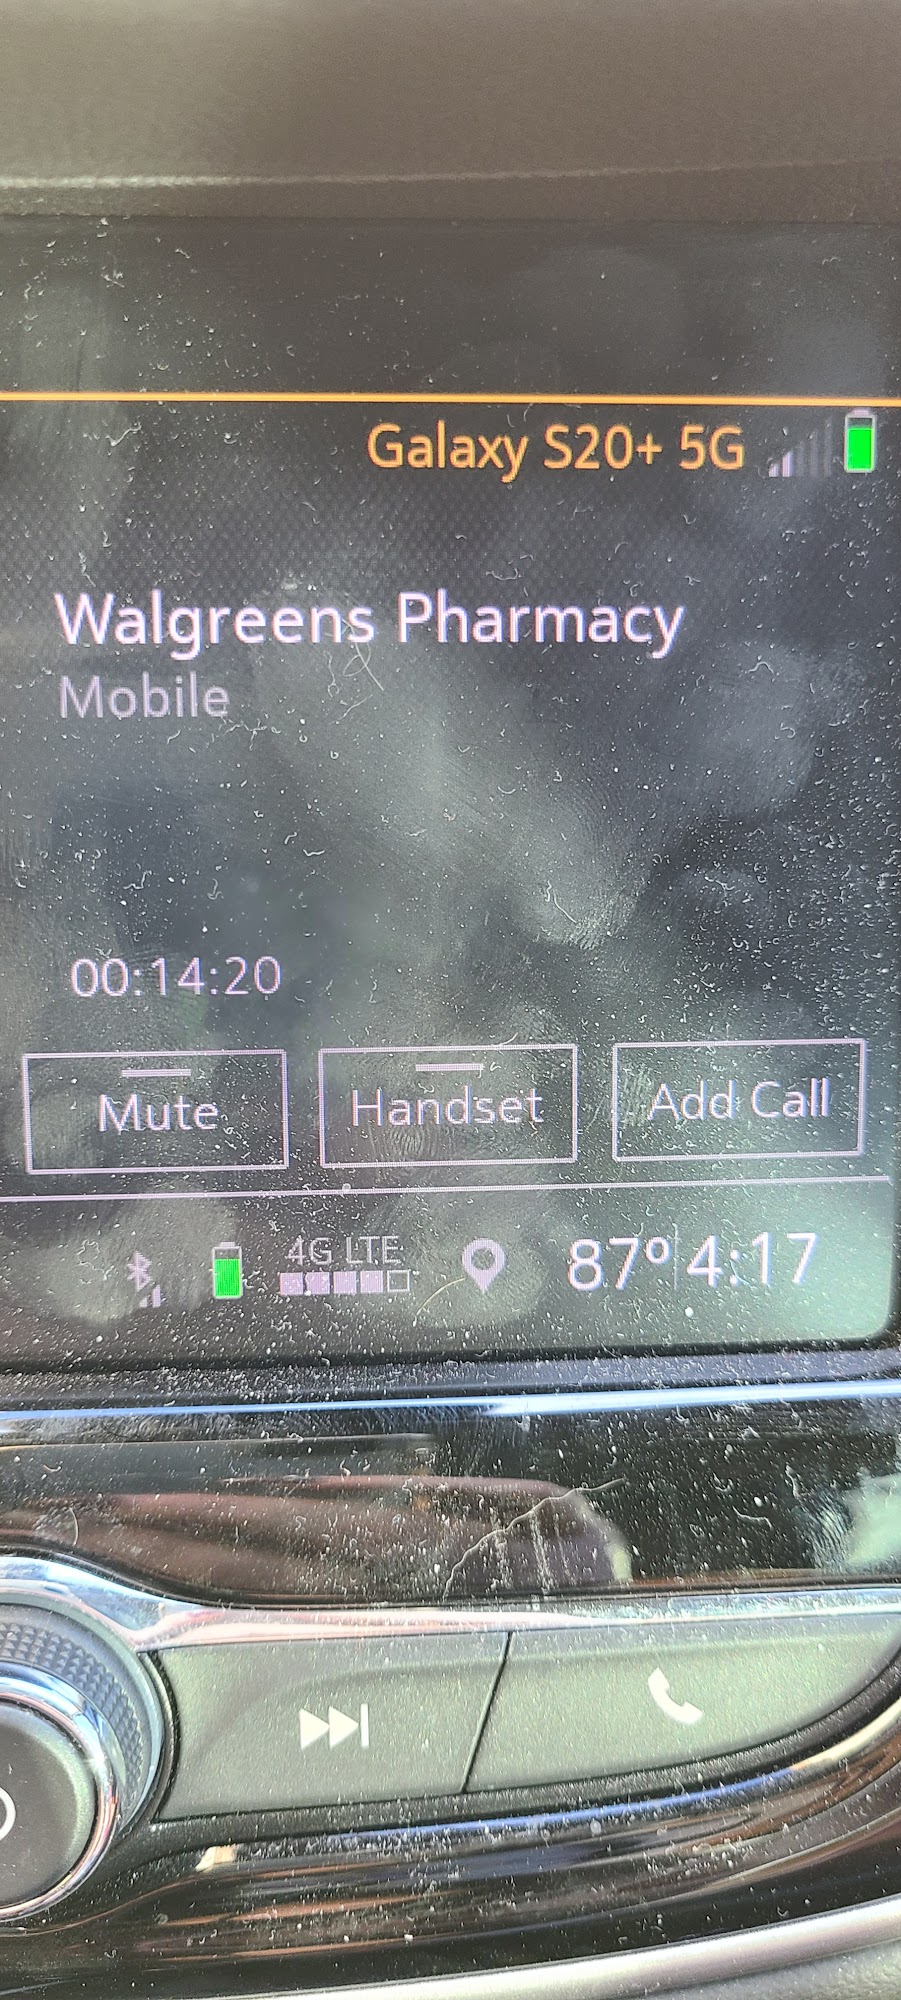 Galaxy S20+ 5G
Walgreens Pharmacy
Mobile
00:14:20
Mute Handset Add Call
4G LTE 87° 4:17